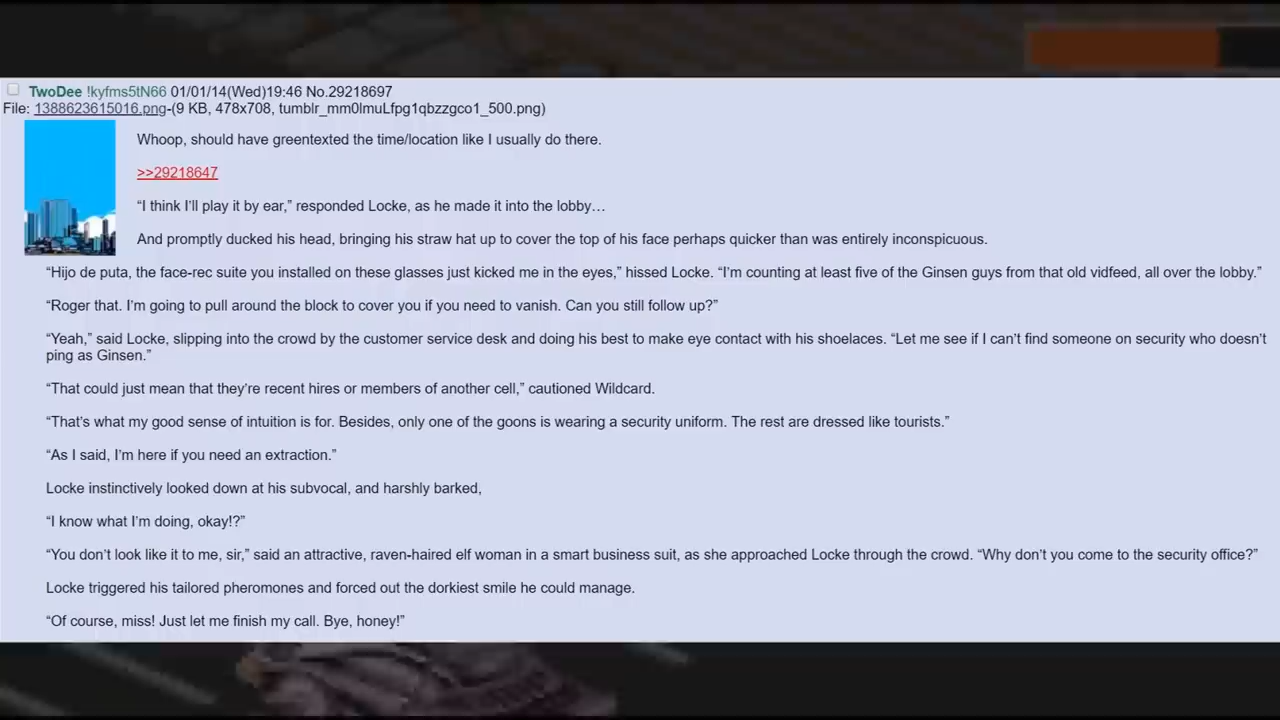 TwoDee !kyfms5tN66 01/01/14(Wed)19:46 No.29218697
File: 1388623615016.png-(9 KB, 478x708, tumblr_mm0lmuLfpg1qbzzgco1_500.png)
Whoop, should have greentexted the time/location like I usually do there.
>>29218647
“I think I’ll play it by ear,” responded Locke, as he made it into the lobby…
And promptly ducked his head, bringing his straw hat up to cover the top of his face perhaps quicker than was entirely inconspicuous.
“Hijo de puta, the face-rec suite you installed on these glasses just kicked me in the eyes,” hissed Locke. “I’m counting at least five of the Ginsen guys from that old vidfeed, all over the lobby.”
“Roger that. I’m going to pull around the block to cover you if you need to vanish. Can you still follow up?”
“Yeah,” said Locke, slipping into the crowd by the customer service desk and doing his best to make eye contact with his shoelaces. “Let me see if I can’t find someone on security who doesn’t
ping as Ginsen.”
“That could just mean that they’re recent hires or members of another cell,” cautioned Wildcard.
“That’s what my good sense of intuition is for. Besides, only one of the goons is wearing a security uniform. The rest are dressed like tourists.”
“As I said, I’m here if you need an extraction.”
Locke instinctively looked down at his subvocal, and harshly barked,
“I know what I’m doing, okay!?”
“You don’t look like it to me, sir,” said an attractive, raven-haired elf woman in a smart business suit, as she approached Locke through the crowd. “Why don’t you come to the security office?”
Locke triggered his tailored pheromones and forced out the dorkiest smile he could manage.
“Of course, miss! Just let me finish my call. Bye, honey!”